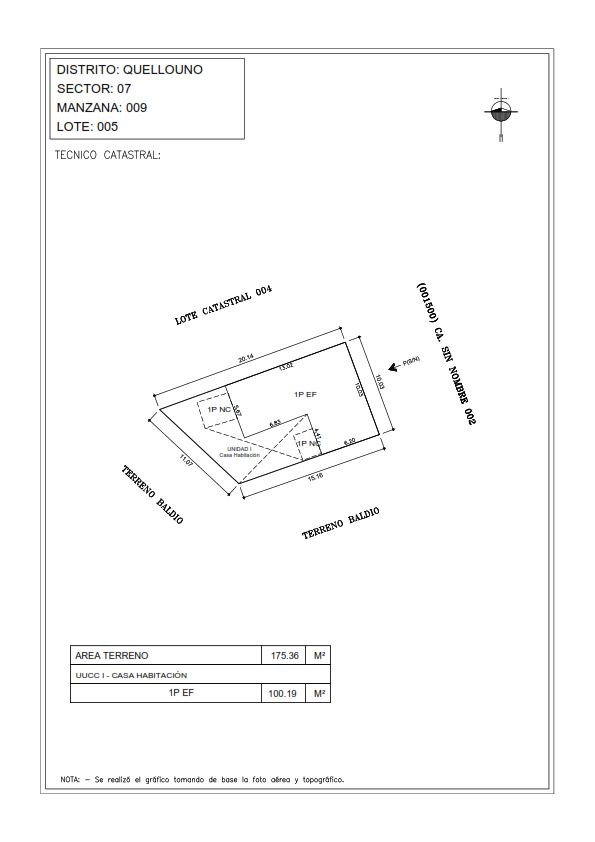 DISTRITO: QUELLOUNO
SECTOR: 07
MANZANA: 009
LOTE: 005
TECNICO CATASTRAL:
LOTE CATASTRAL 004
(001500) CA. SIN NOMBRE 002
20.14
13.02
P(S/N)
10.03
10.03
1P EF
1P NC
5.67
6.83
4.41
1P NC
6.20
UNIDAD I
Casa Habitación
11.07
15.16
TERRENO BALDIO
TERRENO BALDIO
AREA TERRENO 175.36 M²
UUCC I - CASA HABITACIÓN
1P EF 100.19 M²
NOTA: - Se realizó el gráfico tomando de base la foto aérea y topográfico.